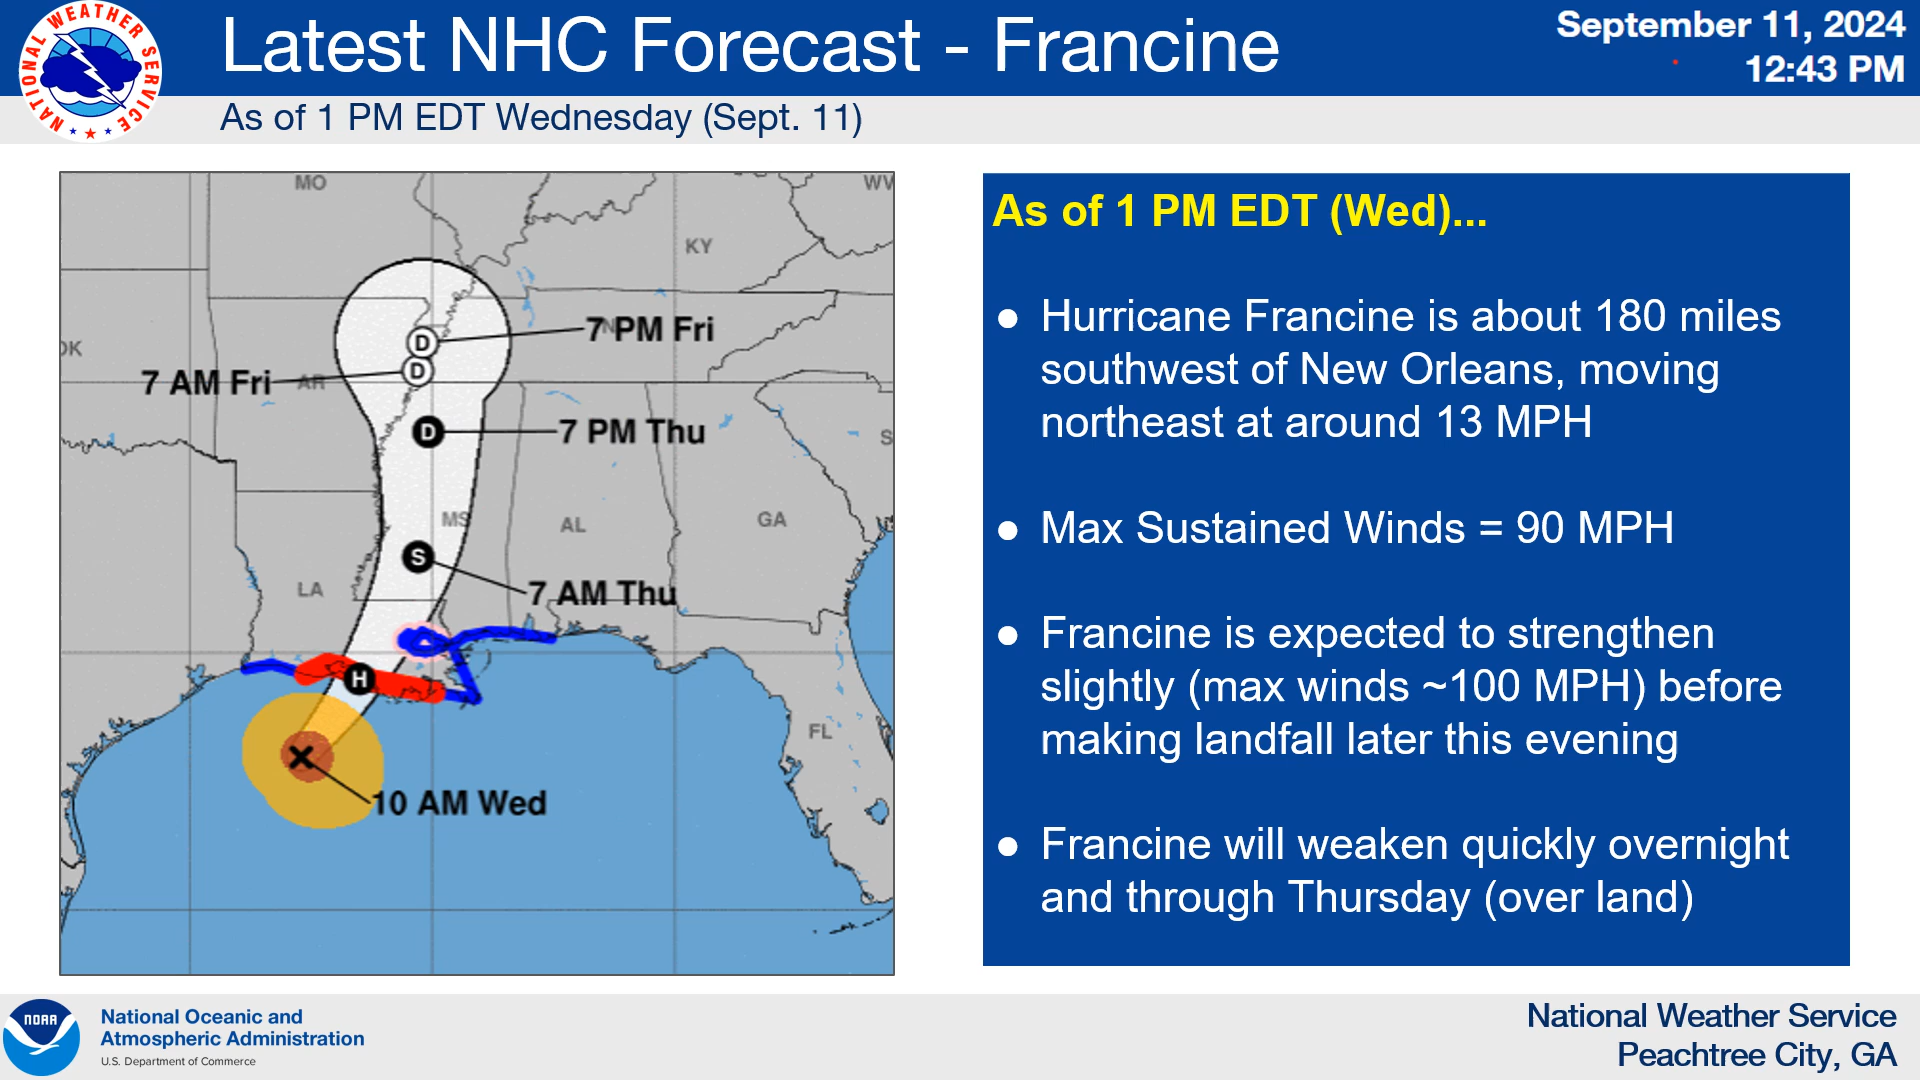 NATIONAL WEATHER SERVICE
Latest NHC Forecast - Francine
September 11, 2024
12:43 PM
As of 1 PM EDT Wednesday (Sept. 11)
MO
WV
KY
7 PM Fri
D
OK
7 AM Fri
AR
D
D
7 PM Thu
S
MS
AL
GA
S
LA
7 AM Thu
H
FL
10 AM Wed
As of 1 PM EDT (Wed)...
● Hurricane Francine is about 180 miles
southwest of New Orleans, moving
northeast at around 13 MPH
● Max Sustained Winds = 90 MPH
● Francine is expected to strengthen
slightly (max winds ~100 MPH) before
making landfall later this evening
● Francine will weaken quickly overnight
and through Thursday (over land)
NOAA
National Oceanic and
Atmospheric Administration
U.S. Department of Commerce
National Weather Service
Peachtree City, GA